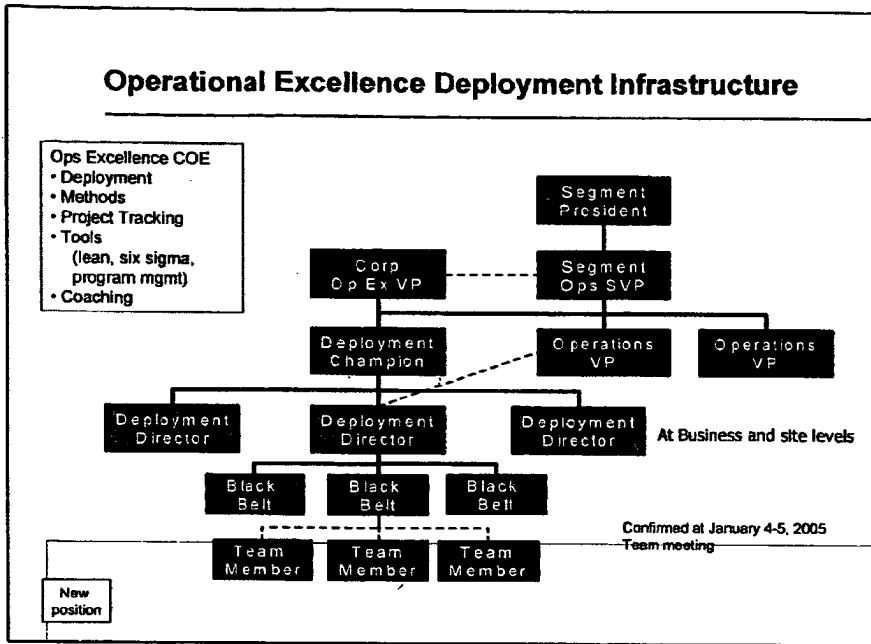 Operational Excellence Deployment Infrastructure
Ops Excellence COE
• Deployment
• Methods
• Project Tracking
• Tools
(lean, six sigma,
program mgmt)
• Coaching
Segment
President
Corp
Op Ex VP
Segment
Ops SVP
Deployment
Champion
Operations
VP
Operations
VP
Deployment
Director
Deployment
Director
Deployment
Director
At Business and site levels
Black
Belt
Black
Belt
Black
Belt
Confirmed at January 4-5, 2005
Team meeting
Team
Member
Team
Member
Team
Member
New
position